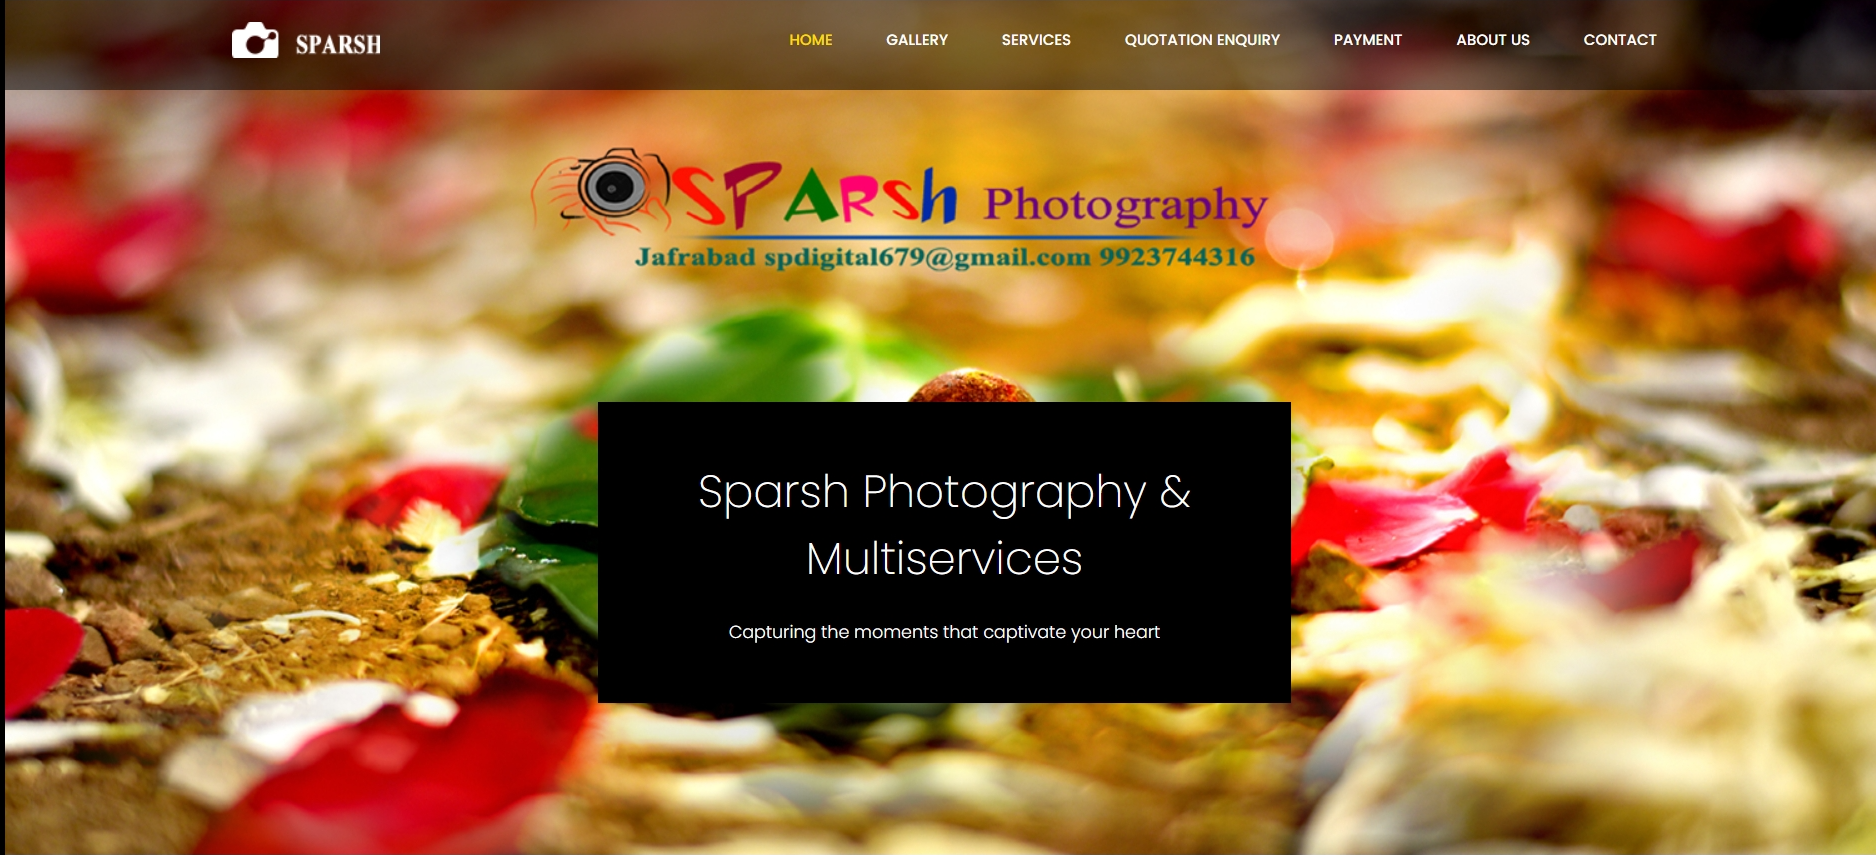 SPARSH
HOME GALLERY SERVICES QUOTATION ENQUIRY PAYMENT ABOUT US CONTACT
SPARSh Photography
Jafrabad spdigital679@gmail.com 9923744316
Sparsh Photography &
Multiservices
Capturing the moments that captivate your heart